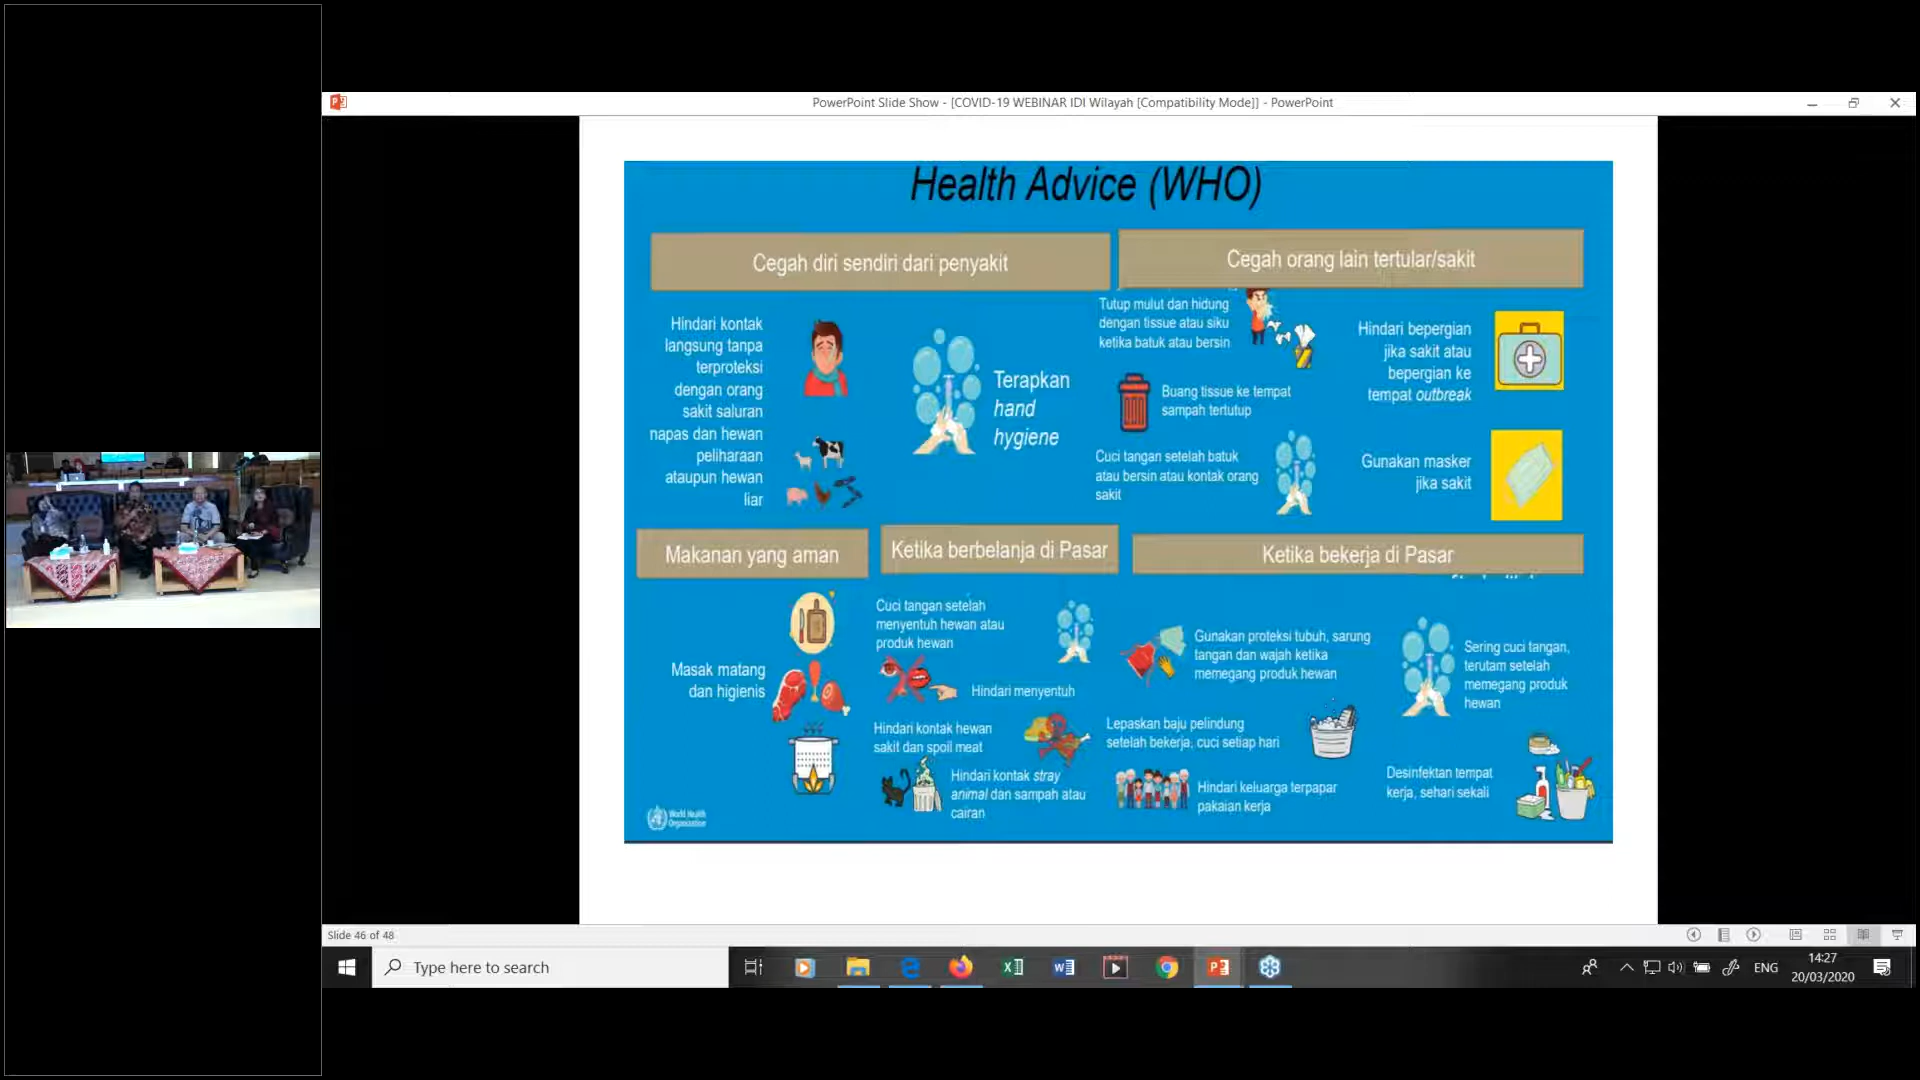 PowerPoint Slide Show - [COVID-19 WEBINAR IDI Wilayah [Compatibility Mode]] - PowerPoint
Health Advice (WHO)
Cegah diri sendiri dari penyakit
Hindari kontak
langsung tanpa
terproteksi
dengan orang
sakit saluran
napas dan hewan
peliharaan
ataupun hewan
liar
Terapkan
hand
hygiene
Cegah orang lain tertular/sakit
Tutup mulut dan hidung
dengan tissue atau siku
ketika batuk atau bersin
Buang tissue ke tempat
sampah tertutup
Cuci tangan setelah batuk
atau bersin atau kontak orang
sakit
Hindari bepergian
jika sakit atau
bepergian ke
tempat outbreak
Gunakan masker
jika sakit
Makanan yang aman
Masak matang
dan higienis
Ketika berbelanja di Pasar
Cuci tangan setelah
menyentuh hewan atau
produk hewan
Hindari menyentuh
Hindari kontak hewan
sakit dan spoil meat
Hindari kontak stray
animal dan sampah atau
cairan
Ketika bekerja di Pasar
Gunakan proteksi tubuh, sarung
tangan dan wajah ketika
memegang produk hewan
Sering cuci tangan,
terutam setelah
memegang produk
hewan
Lepaskan baju pelindung
setelah bekerja, cuci setiap hari
Hindari keluarga terpapar
pakaian kerja
Desinfektan tempat
kerja, sehari sekali
World Health
Organization
Slide 46 of 48
Type here to search
ENG
14:27
20/03/2020